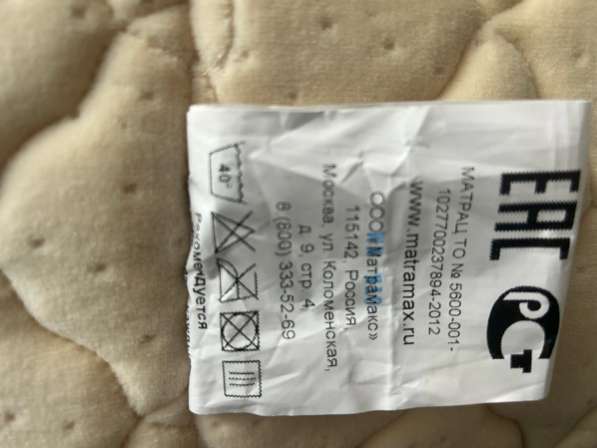 ЕАС
РСТ
МАТРАЦ ТО № 5600-001-
1027700237894-2012
www.matramax.ru
ООО «МатраМакс»
115142, Россия,
Москва, ул. Коломенская,
д. 9, стр. 4,
8 (800) 333-52-69
40°
Рекомендуется